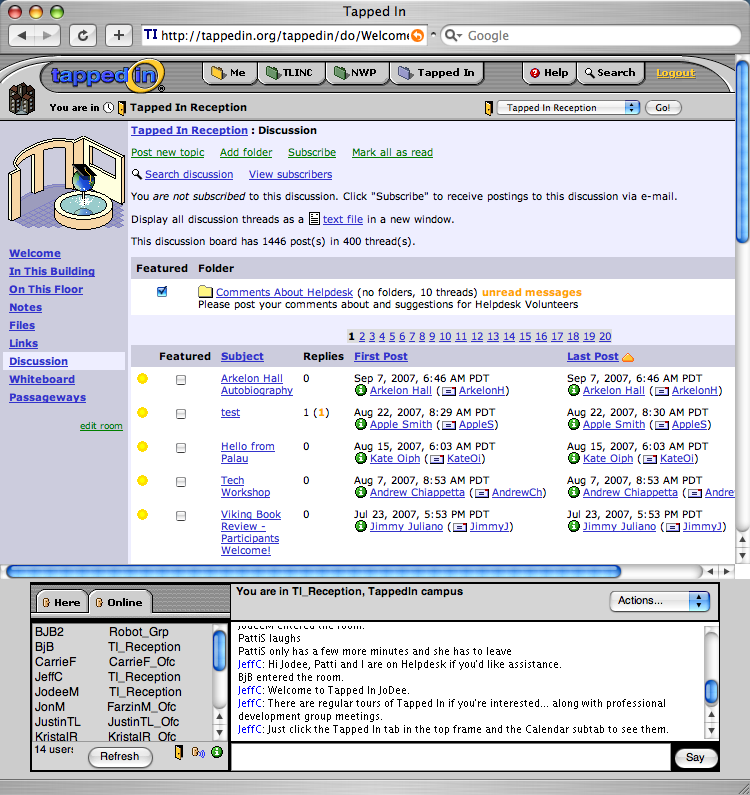 Tapped In
TI http://tappedin.org/tappedin/do/Welcome
Google
tapped in
Me
TLINC
NWP
Tapped In
Help
Search
Logout
You are in Tapped In Reception
Tapped In Reception
Go!
Tapped In Reception : Discussion
Post new topic Add folder Subscribe Mark all as read
Search discussion View subscribers
You are not subscribed to this discussion. Click "Subscribe" to receive postings to this discussion via e-mail.
Display all discussion threads as a text file in a new window.
This discussion board has 1446 post(s) in 400 thread(s).
Welcome
In This Building
On This Floor
Notes
Files
Links
Discussion
Whiteboard
Passageways
edit room
Featured Folder
Comments About Helpdesk (no folders, 10 threads) unread messages
Please post your comments about and suggestions for Helpdesk Volunteers
1 2 3 4 5 6 7 8 9 10 11 12 13 14 15 16 17 18 19 20
Featured Subject Replies First Post Last Post
Arkelon Hall 0 Sep 7, 2007, 6:46 AM PDT Sep 7, 2007, 6:46 AM PDT
Autobiography Arkelon Hall (ArkelonH) Arkelon Hall (ArkelonH)
test 1 (1) Aug 22, 2007, 8:29 AM PDT Aug 22, 2007, 8:30 AM PDT
Apple Smith (AppleS) Apple Smith (AppleS)
Hello from 0 Aug 15, 2007, 6:03 AM PDT Aug 15, 2007, 6:03 AM PDT
Palau Kate Oiph (KateOi) Kate Oiph (KateOi)
Tech 0 Aug 7, 2007, 8:53 AM PDT Aug 7, 2007, 8:53 AM PDT
Workshop Andrew Chiappetta (AndrewCh) Andrew Chiappetta (Andre
Viking Book 0 Jul 23, 2007, 5:53 PM PDT Jul 23, 2007, 5:53 PM PDT
Review - Jimmy Juliano (JimmyJ) Jimmy Juliano (JimmyJ)
Participants
Welcome!
Here Online
You are in TI_Reception, TappedIn campus
Actions...
BJB2 Robot_Grp
BjB TI_Reception
CarrieF CarrieF_Ofc
JeffC TI_Reception
JodeeM TI_Reception
JonM FarzinM_Ofc
JustinTL JustinTL_Ofc
KristalR KristalR_Ofc
14 users
Refresh
JodeeM entered the room.
PattiS laughs
PattiS only has a few more minutes and she has to leave
JeffC: Hi Jodee, Patti and I are on Helpdesk if you'd like assistance.
BjB entered the room.
JeffC: Welcome to Tapped In JoDee.
JeffC: There are regular tours of Tapped In if you're interested... along with professional
development group meetings.
JeffC: Just click the Tapped In tab in the top frame and the Calendar subtab to see them.
Say